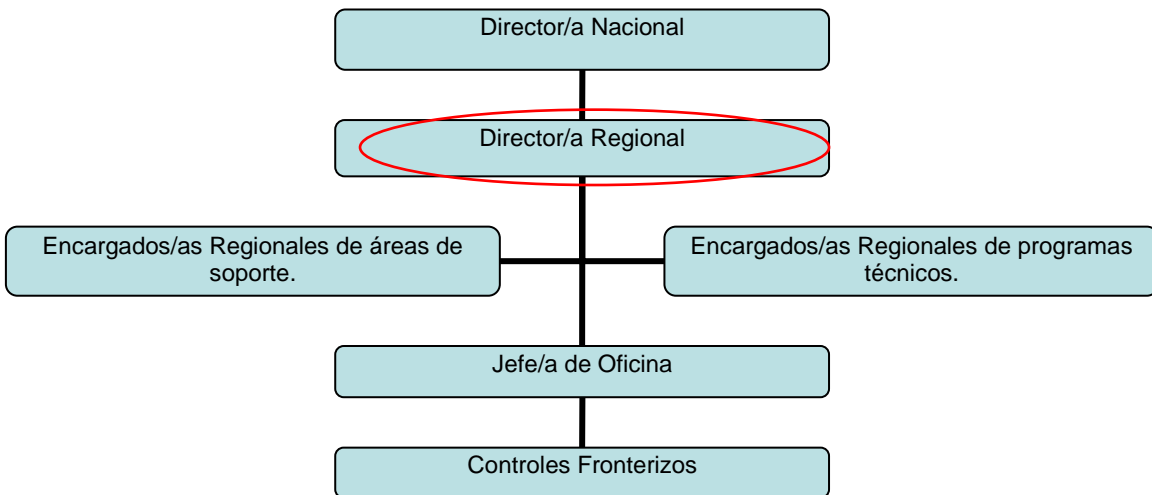 Director/a Nacional
Director/a Regional
Encargados/as Regionales de áreas de
soporte.
Encargados/as Regionales de programas
técnicos.
Jefe/a de Oficina
Controles Fronterizos